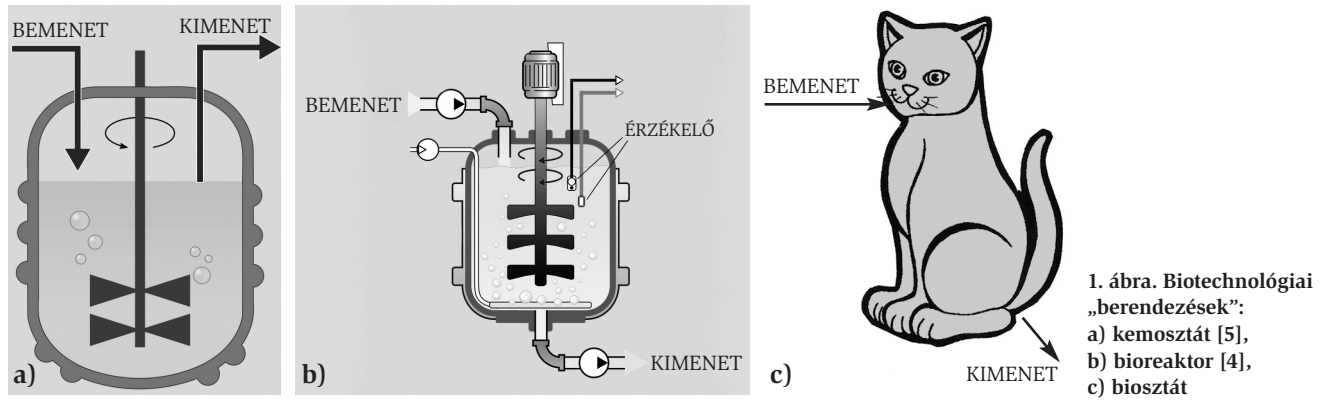 BEMENET
KIMENET
a)
BEMENET
ÉRZÉKELŐ
KIMENET
b)
BEMENET
KIMENET
c)
1. ábra. Biotechnológiai
„berendezések”:
a) kemosztát [5],
b) bioreaktor [4],
c) biosztát